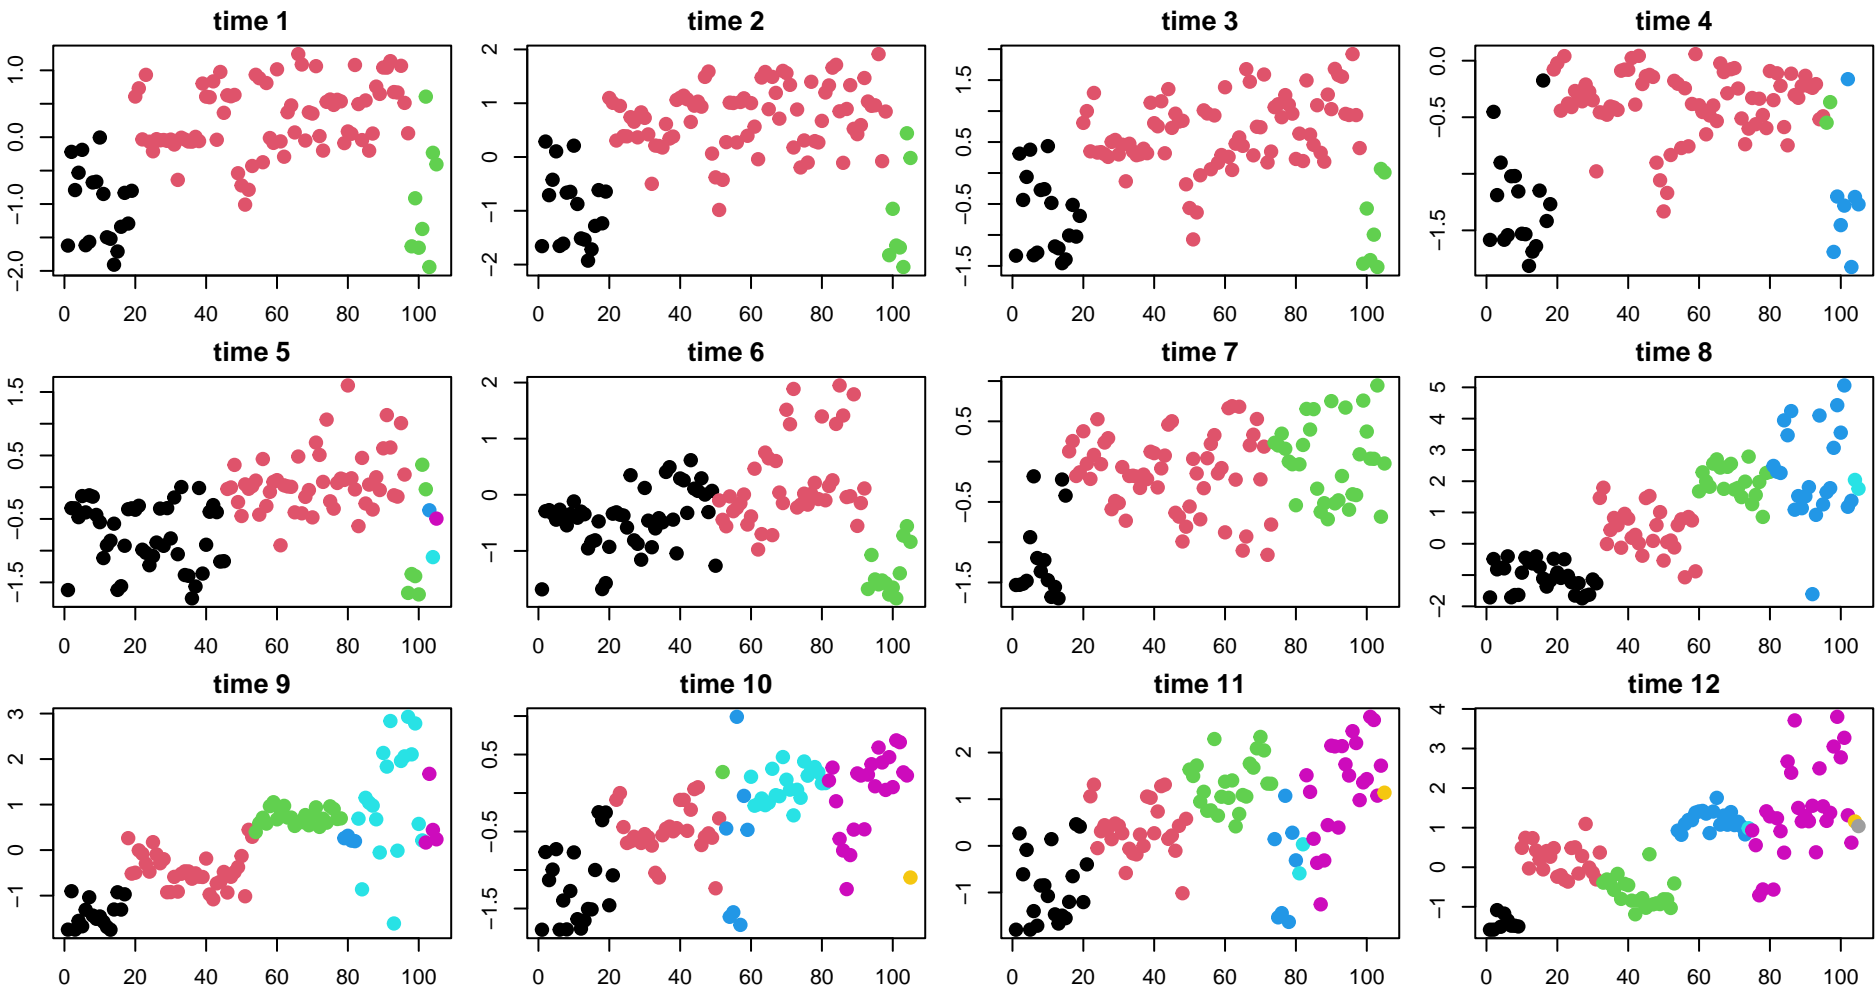 time 1
time 2
time 3
time 4
−2.0 −1.0 0.0 1.0
−2 −1 0 1 2
−1.5 −0.5 0.5 1.5
−1.5 −0.5 0.0
0 20 40 60 80 100
0 20 40 60 80 100
0 20 40 60 80 100
0 20 40 60 80 100
time 5
time 6
time 7
time 8
−1.5 −0.5 0.5 1.5
−1 0 1 2
−1.5 −0.5 0.5
−2 0 1 2 3 4 5
0 20 40 60 80 100
0 20 40 60 80 100
0 20 40 60 80 100
0 20 40 60 80 100
time 9
time 10
time 11
time 12
−1 0 1 2 3
−1.5 −0.5 0.5
−1 0 1 2
−1 0 1 2 3 4
0 20 40 60 80 100
0 20 40 60 80 100
0 20 40 60 80 100
0 20 40 60 80 100